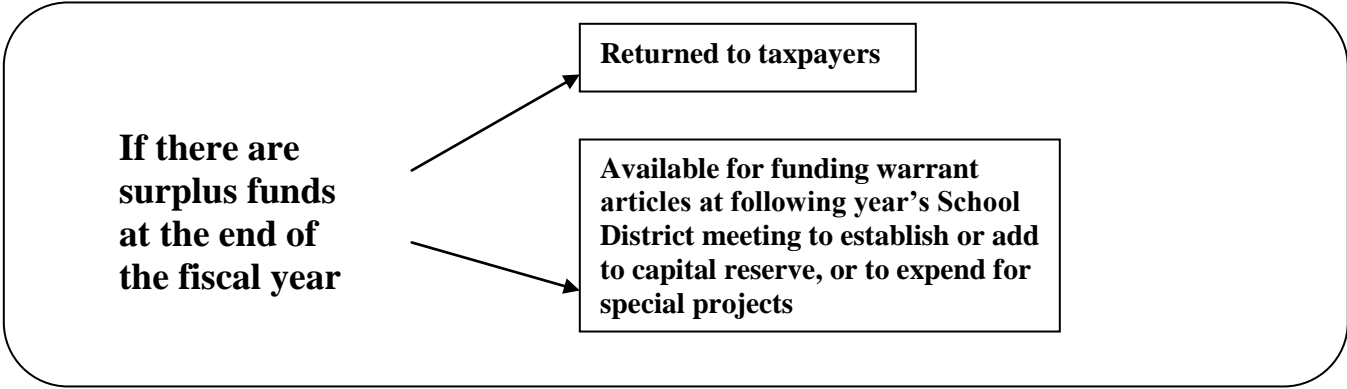 If there are
surplus funds
at the end of
the fiscal year
Returned to taxpayers
Available for funding warrant
articles at following year’s School
District meeting to establish or add
to capital reserve, or to expend for
special projects